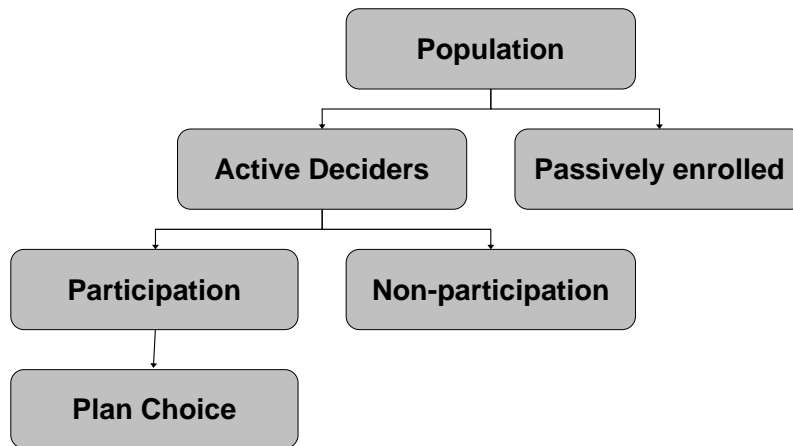 Population
Active Deciders
Passively enrolled
Participation
Non-participation
Plan Choice